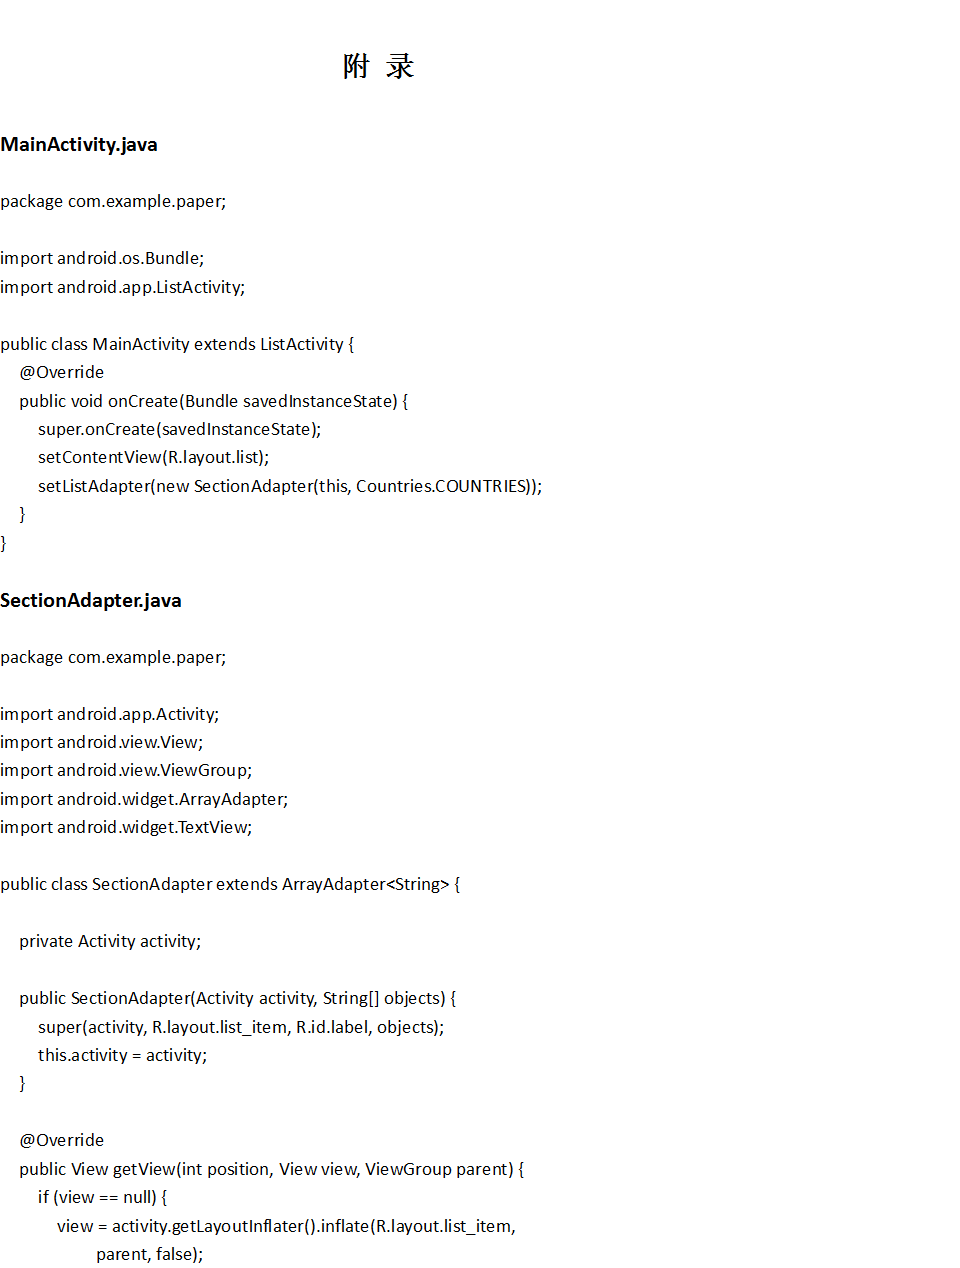 附 录
MainActivity.java
package com.example.paper;
import android.os.Bundle;
import android.app.ListActivity;
public class MainActivity extends ListActivity {
@Override
public void onCreate(Bundle savedInstanceState) {
super.onCreate(savedInstanceState);
setContentView(R.layout.list);
setListAdapter(new SectionAdapter(this, Countries.COUNTRIES));
}
}
SectionAdapter.java
package com.example.paper;
import android.app.Activity;
import android.view.View;
import android.view.ViewGroup;
import android.widget.ArrayAdapter;
import android.widget.TextView;
public class SectionAdapter extends ArrayAdapter<String> {
private Activity activity;
public SectionAdapter(Activity activity, String[] objects) {
super(activity, R.layout.list_item, R.id.label, objects);
this.activity = activity;
}
@Override
public View getView(int position, View view, ViewGroup parent) {
if (view == null) {
view = activity.getLayoutInflater().inflate(R.layout.list_item,
parent, false);